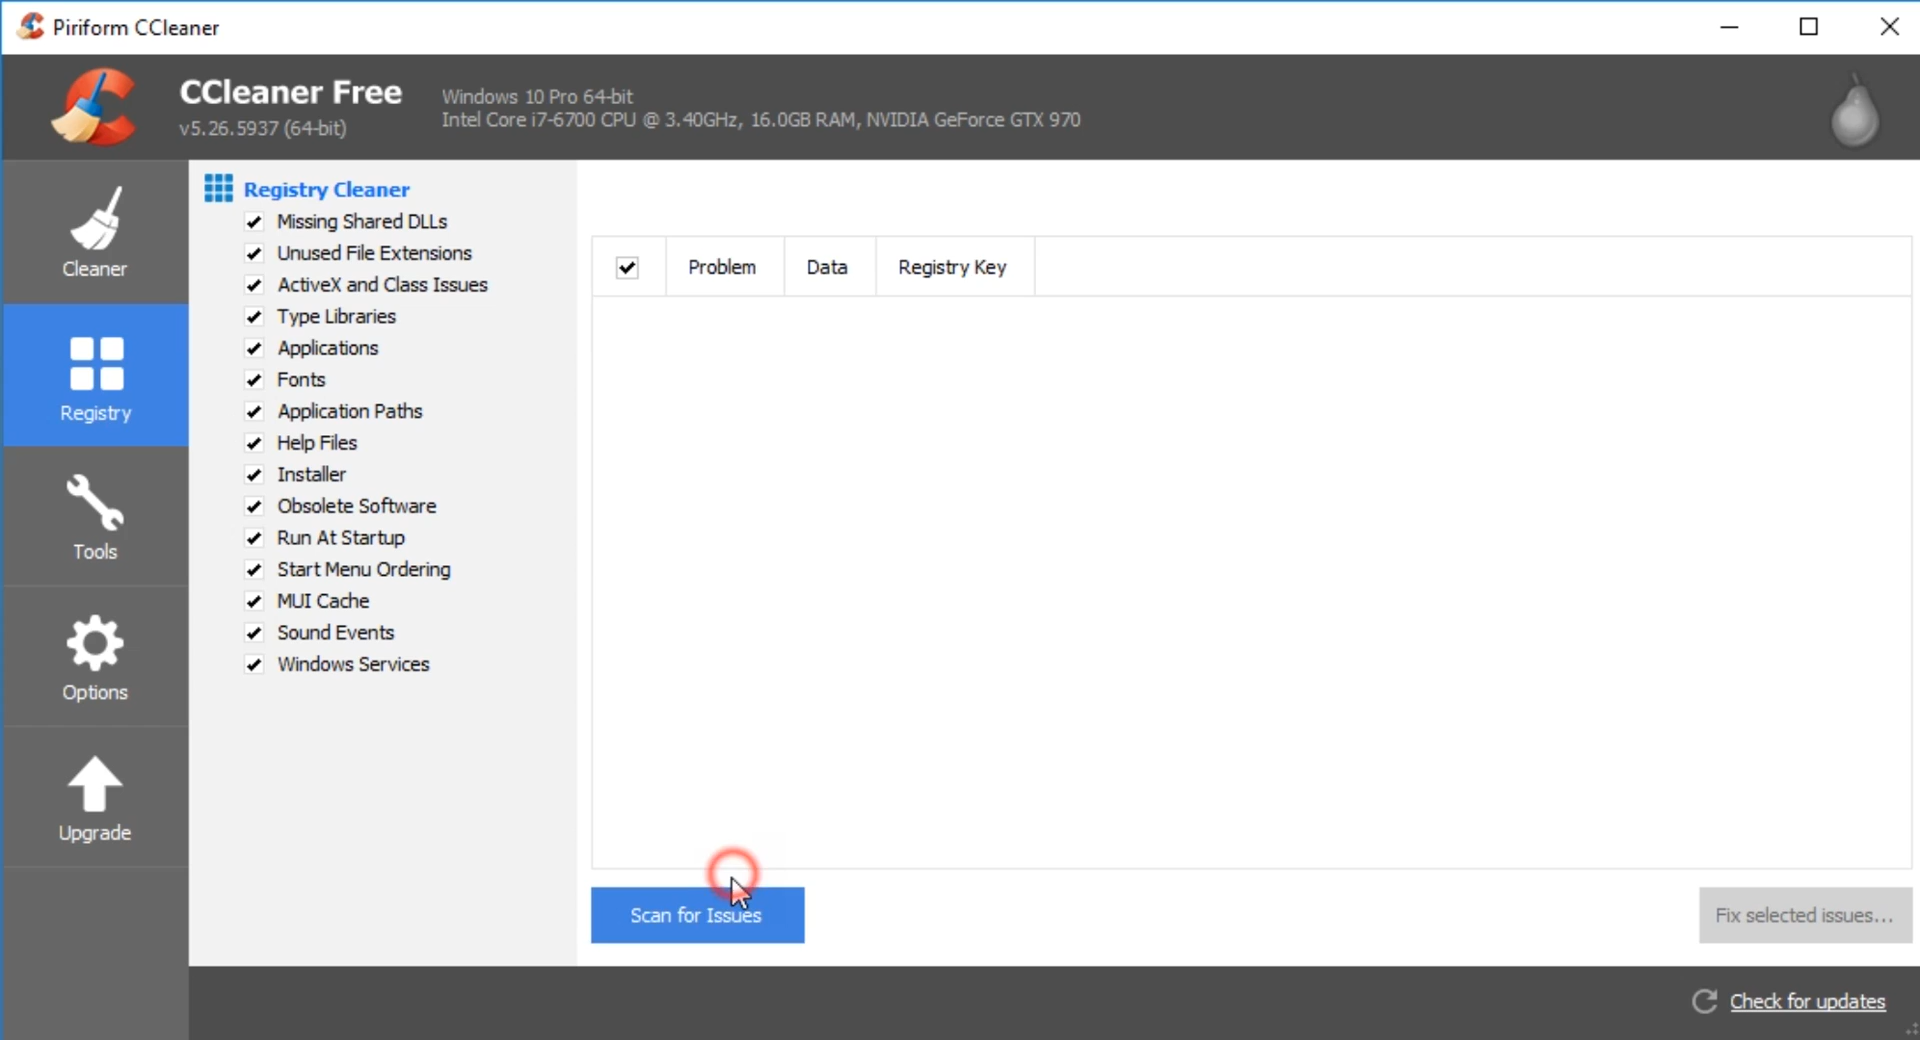 Piriform CCleaner
CCleaner Free
v5.26.5937 (64-bit)
Windows 10 Pro 64-bit
Intel Core i7-6700 CPU @ 3.40GHz, 16.0GB RAM, NVIDIA GeForce GTX 970
Cleaner
Registry
Tools
Options
Upgrade
Registry Cleaner
Missing Shared DLLs
Unused File Extensions
ActiveX and Class Issues
Type Libraries
Applications
Fonts
Application Paths
Help Files
Installer
Obsolete Software
Run At Startup
Start Menu Ordering
MUI Cache
Sound Events
Windows Services
Problem Data Registry Key
Scan for Issues
Fix selected issues...
Check for updates